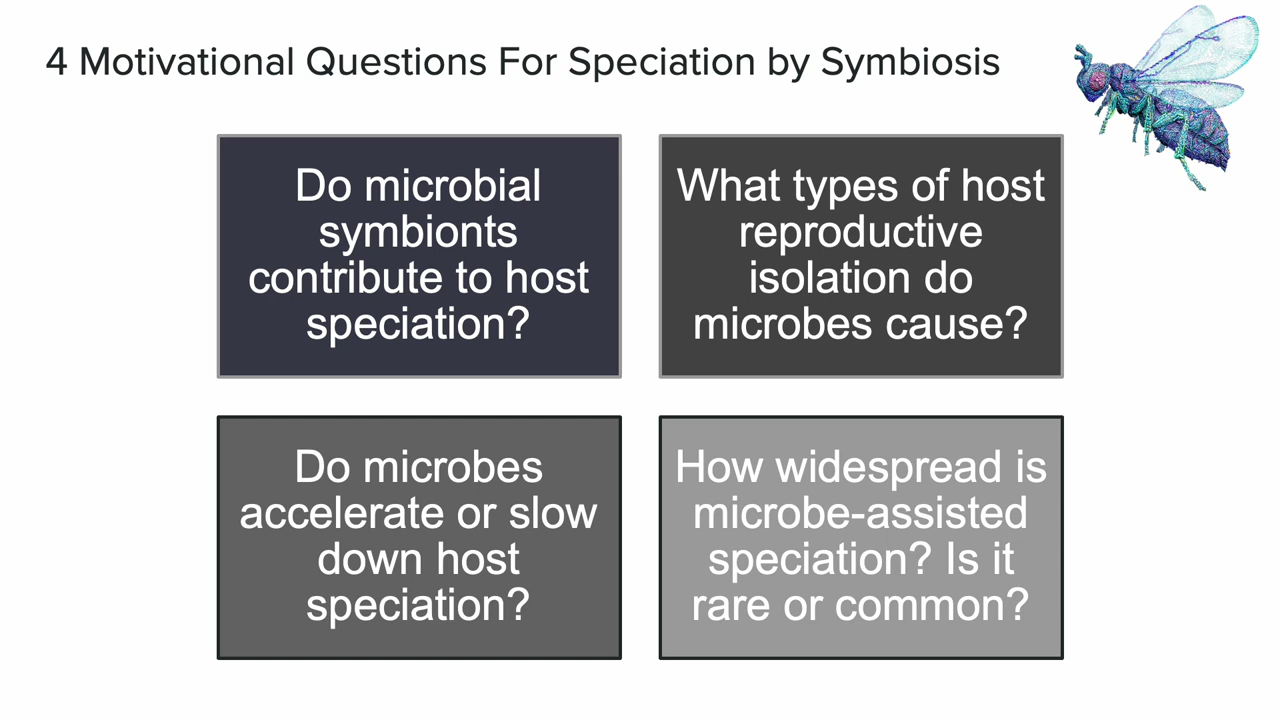 4 Motivational Questions For Speciation by Symbiosis
Do microbial
symbionts
contribute to host
speciation?
What types of host
reproductive
isolation do
microbes cause?
Do microbes
accelerate or slow
down host
speciation?
How widespread is
microbe-assisted
speciation? Is it
rare or common?